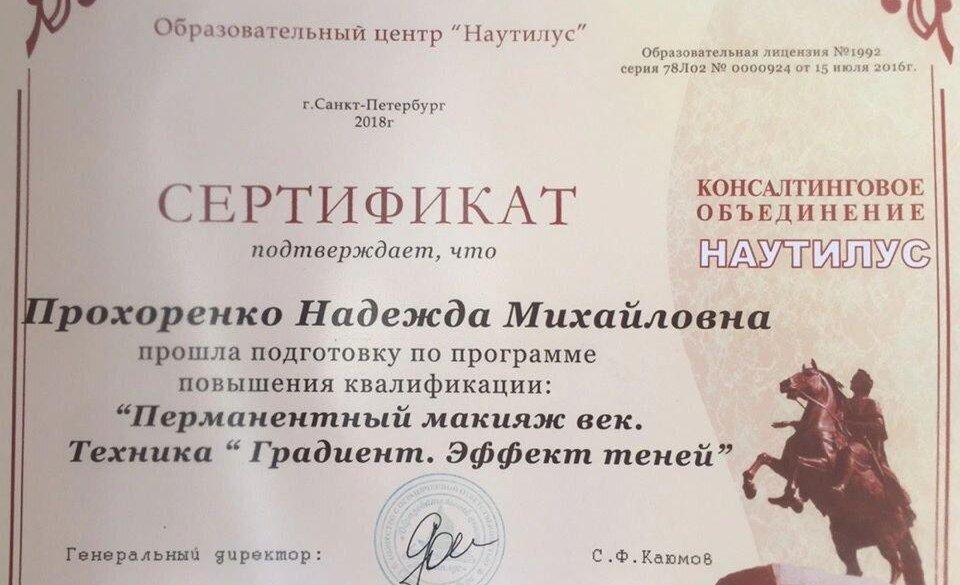 Образовательный центр “Наутилус”
Образовательная лицензия №1992
серия 78Л02 № 0000924 от 15 июля 2016г.
г.Санкт-Петербург
2018г
СЕРТИФИКАТ
подтверждает, что
КОНСАЛТИНГОВОЕ
ОБЪЕДИНЕНИЕ
НАУТИЛУС
Прохоренко Надежда Михайловна
прошла подготовку по программе
повышения квалификации:
“Перманентный макияж век.
Техника “ Градиент. Эффект теней”
Генеральный директор:
С.Ф.Каюмов